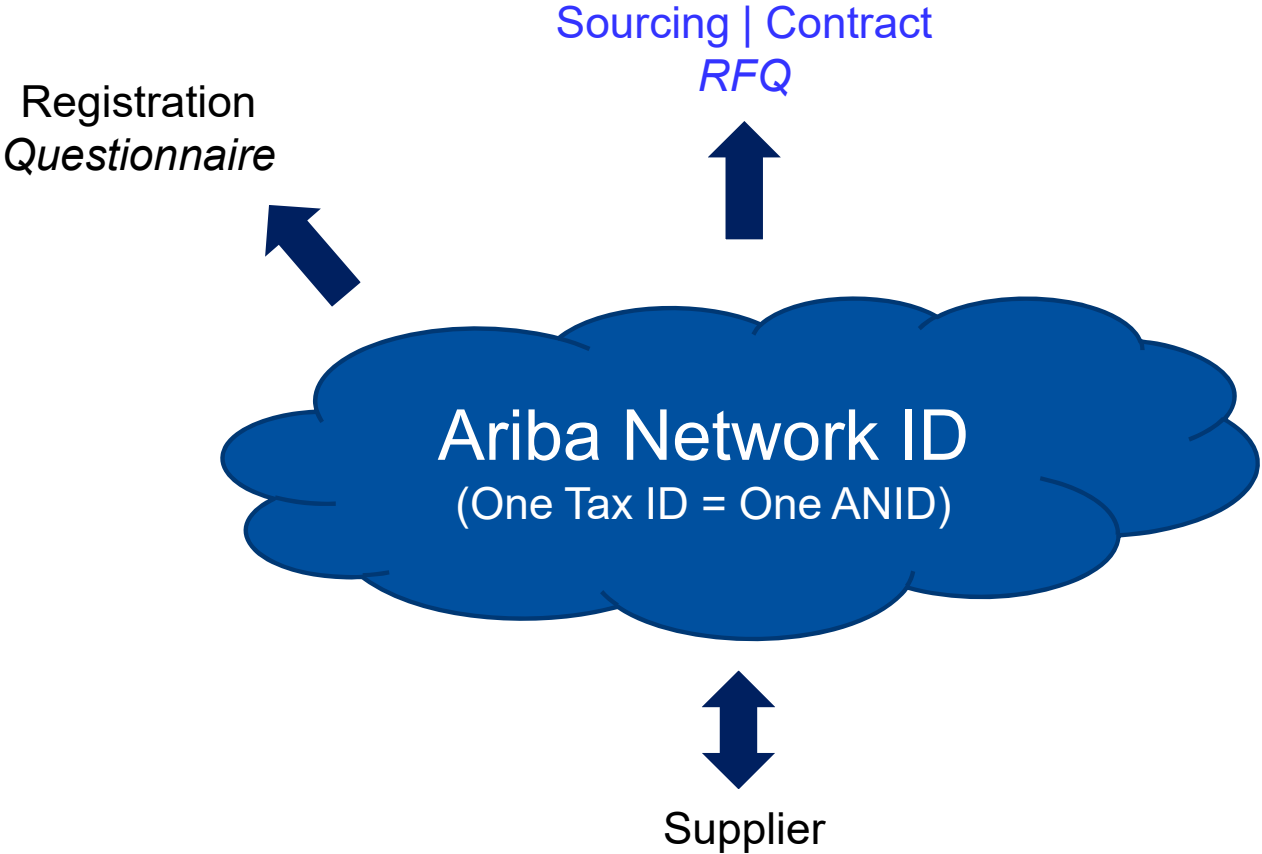 Sourcing | Contract
RFQ
Registration
Questionnaire
Ariba Network ID
(One Tax ID = One ANID)
Supplier